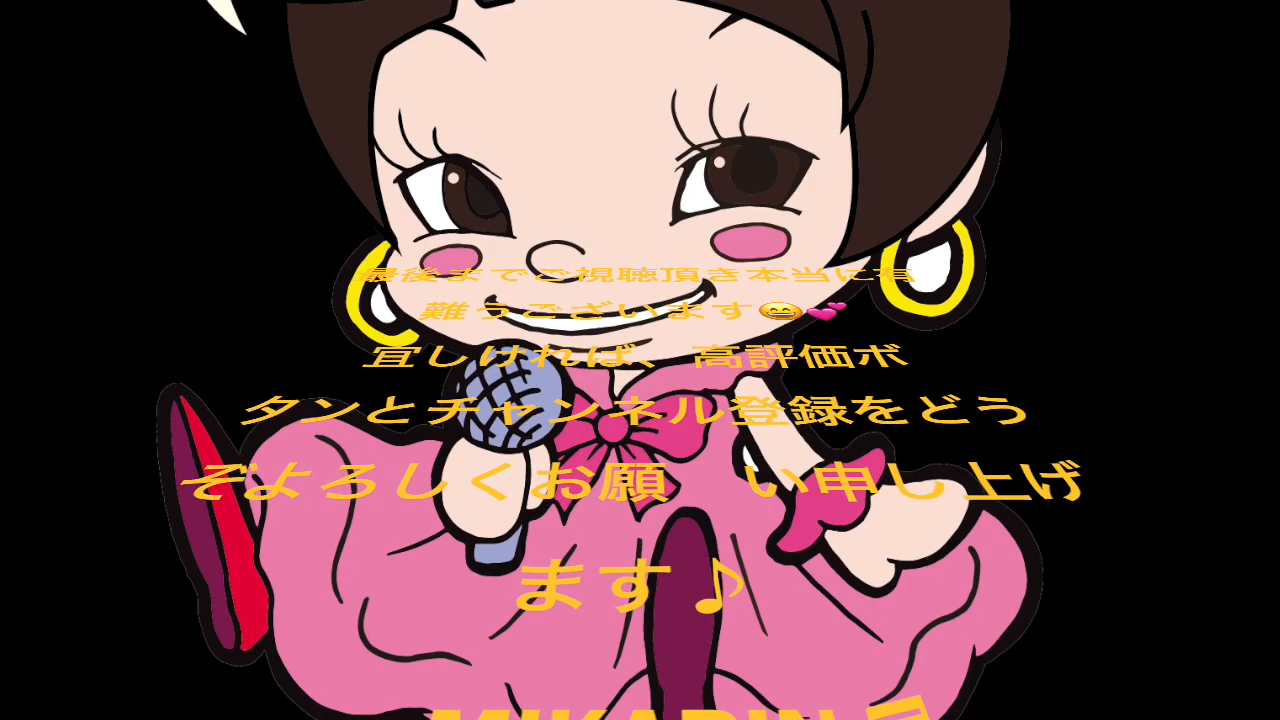 最後までご視聴頂き本当に有
難うございます😄💕
宜しければ、高評価ボ
タンとチャンネル登録をどう
ぞよろしくお願　い申し上げ
ます♪